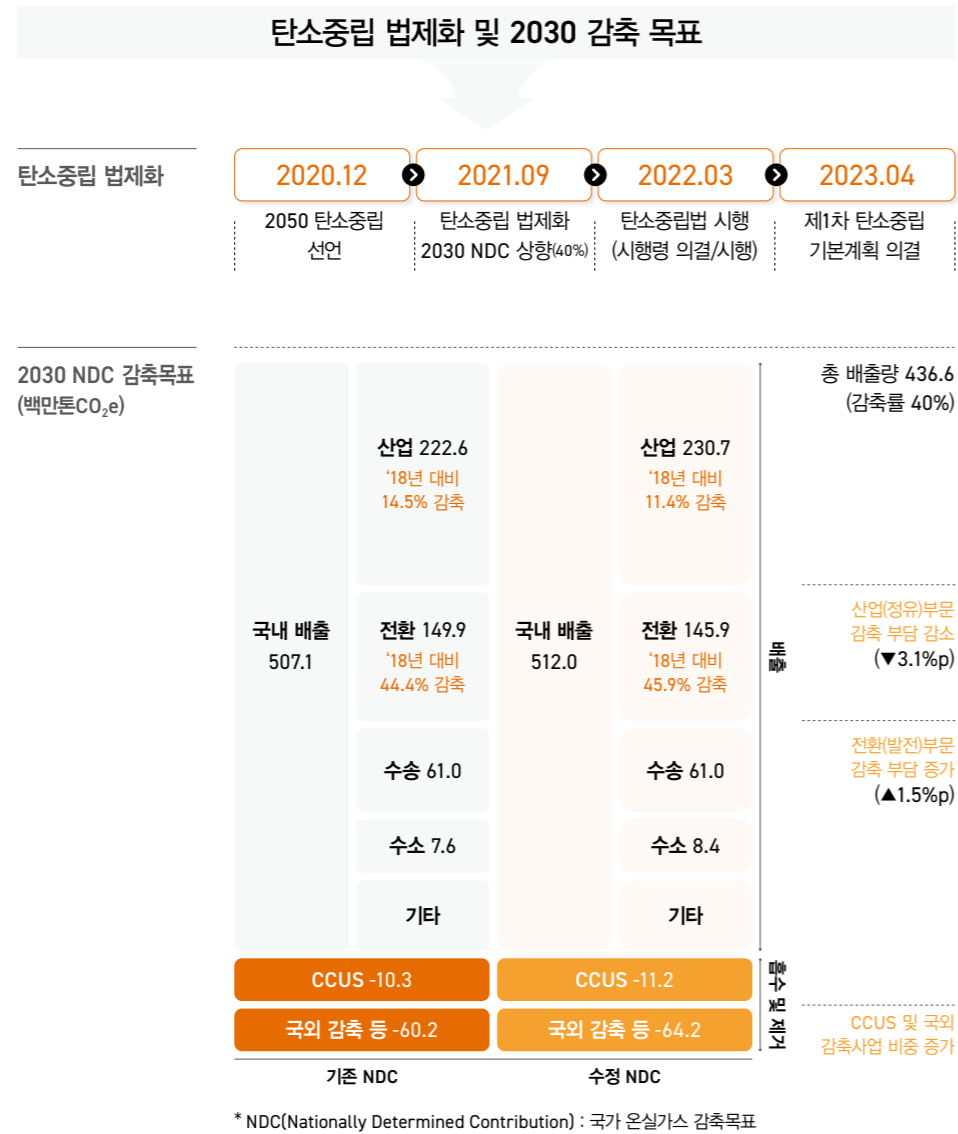 탄소중립 법제화 및 2030 감축 목표
탄소중립 법제화
2020.12
2021.09
2022.03
2023.04
2050 탄소중립
선언
탄소중립 법제화
2030 NDC 상향(40%)
탄소중립법 시행
(시행령 의결/시행)
제1차 탄소중립
기본계획 의결
2030 NDC 감축목표
(백만톤CO₂e)
국내 배출
507.1
산업 222.6
‘18년 대비
14.5% 감축
전환 149.9
‘18년 대비
44.4% 감축
수송 61.0
수소 7.6
기타
국내 배출
512.0
산업 230.7
‘18년 대비
11.4% 감축
전환 145.9
‘18년 대비
45.9% 감축
수송 61.0
수소 8.4
기타
배출
총 배출량 436.6
(감축률 40%)
산업(정유)부문
감축 부담 감소
(▼3.1%p)
전환(발전)부문
감축 부담 증가
(▲1.5%p)
CCUS -10.3
CCUS -11.2
국외 감축 등 -60.2
국외 감축 등 -64.2
흡수 및 제거
CCUS 및 국외
감축사업 비중 증가
기존 NDC
수정 NDC
* NDC(Nationally Determined Contribution) : 국가 온실가스 감축목표